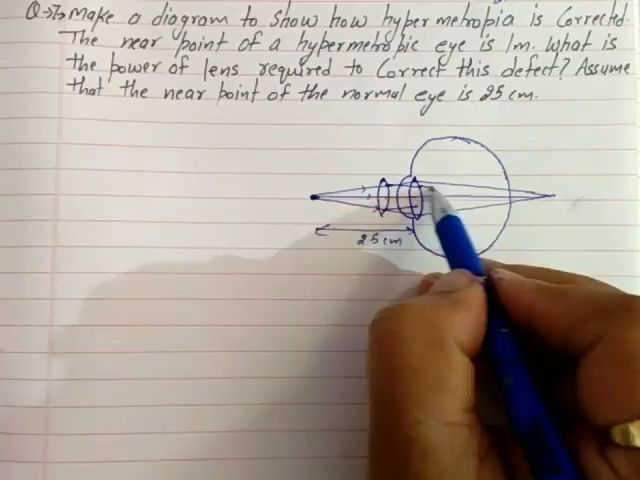 Q→7→ Make a diagram to show how hypermetropia is Corrected.
The near point of a hypermetropic eye is 1m. What is
the power of lens required to Correct this defect? Assume
that the near point of the normal eye is 25 cm.
25 cm